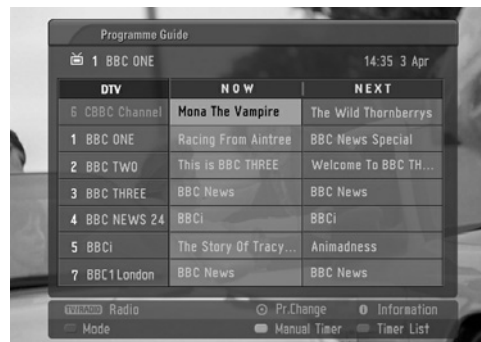 Programme Guide
1 BBC ONE 14:35 3 Apr
DTV NOW NEXT
6 CBBC Channel Mona The Vampire The Wild Thornberrys
1 BBC ONE Racing From Aintree BBC News Special
2 BBC TWO This is BBC THREE Welcome To BBC TH...
3 BBC THREE BBC News BBC News
4 BBC NEWS 24 BBCi BBCi
5 BBCi The Story Of Tracy... Animadness
7 BBC1London BBC News BBC News
TV/RADIO Radio Pr.Change i Information
Mode Manual Timer Timer List